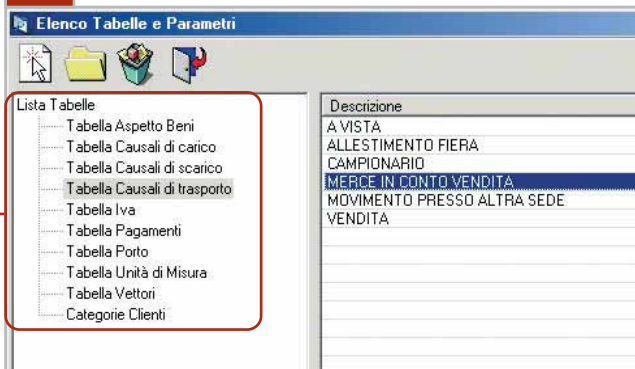 Elenco Tabelle e Parametri
Lista Tabelle
Tabella Aspetto Beni
Tabella Causali di carico
Tabella Causali di scarico
Tabella Causali di trasporto
Tabella Iva
Tabella Pagamenti
Tabella Porto
Tabella Unità di Misura
Tabella Vettori
Categorie Clienti
Descrizione
A VISTA
ALLESTIMENTO FIERA
CAMPIONARIO
MERCE IN CONTO VENDITA
MOVIMENTO PRESSO ALTRA SEDE
VENDITA